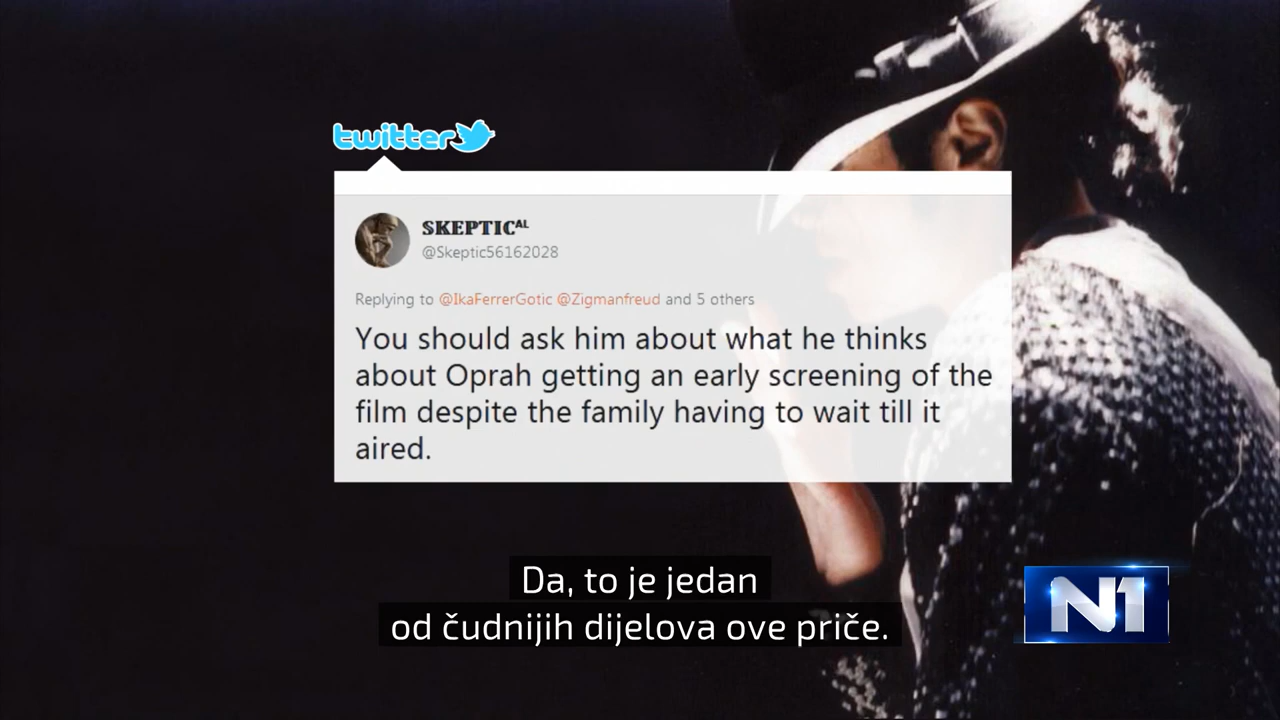 twitter
SKEPTICᴬᴸ
@Skeptic56162028
Replying to @IkaFerrerGotic @Zigmanfreud and 5 others
You should ask him about what he thinks
about Oprah getting an early screening of the
film despite the family having to wait till it
aired.
Da, to je jedan
od čudnijih dijelova ove priče.
N1